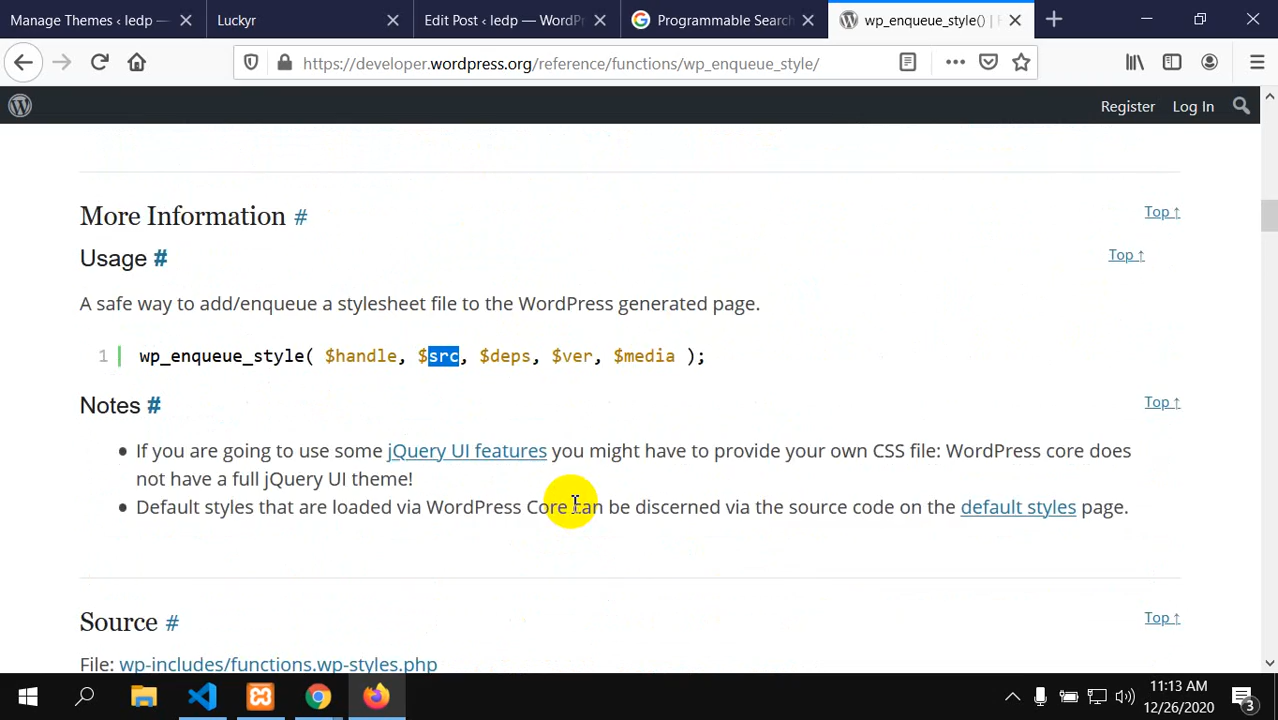 Manage Themes ‹ ledp —
Luckyr
Edit Post ‹ ledp — WordPr
Programmable Search
wp_enqueue_style() |
https://developer.wordpress.org/reference/functions/wp_enqueue_style/
Register
Log In
More Information #
Top ↑
Usage #
Top ↑
A safe way to add/enqueue a stylesheet file to the WordPress generated page.
1
wp_enqueue_style( $handle, $src, $deps, $ver, $media );
Notes #
Top ↑
If you are going to use some jQuery UI features you might have to provide your own CSS file: WordPress core does
not have a full jQuery UI theme!
Default styles that are loaded via WordPress Core can be discerned via the source code on the default styles page.
Source #
Top ↑
File: wp-includes/functions.wp-styles.php
11:13 AM
12/26/2020
3